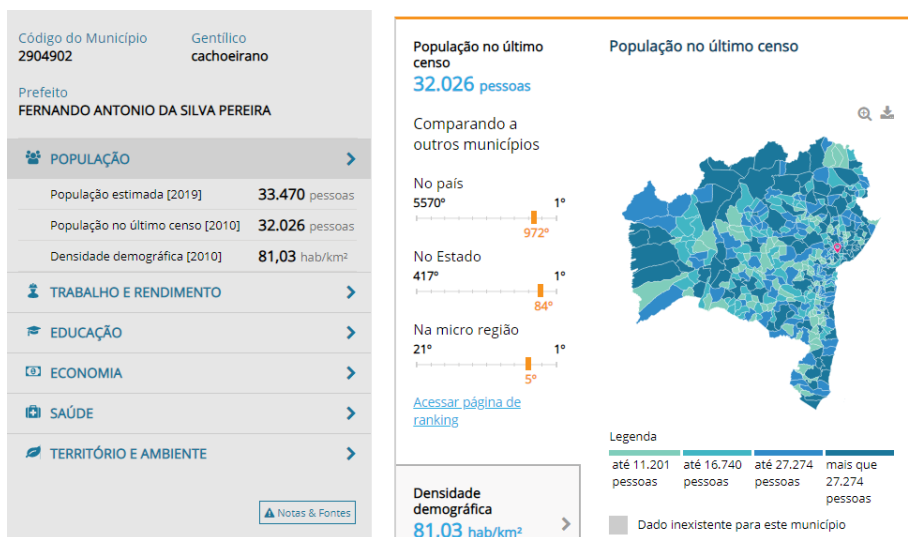 Código do Município Gentílico
2904902 cachoeirano
Prefeito
FERNANDO ANTONIO DA SILVA PEREIRA
POPULAÇÃO
População estimada [2019] 33.470 pessoas
População no último censo [2010] 32.026 pessoas
Densidade demográfica [2010] 81,03 hab/km²
TRABALHO E RENDIMENTO
EDUCAÇÃO
ECONOMIA
SAÚDE
TERRITÓRIO E AMBIENTE
Notas & Fontes
População no último
censo
32.026 pessoas
Comparando a
outros municípios
No país
5570º 1º
972º
No Estado
417º 1º
84º
Na micro região
21º 1º
5º
Acessar página de
ranking
Densidade
demográfica
81,03 hab/km²
População no último censo
Legenda
até 11.201 até 16.740 até 27.274 mais que
pessoas pessoas pessoas 27.274
pessoas
Dado inexistente para este município